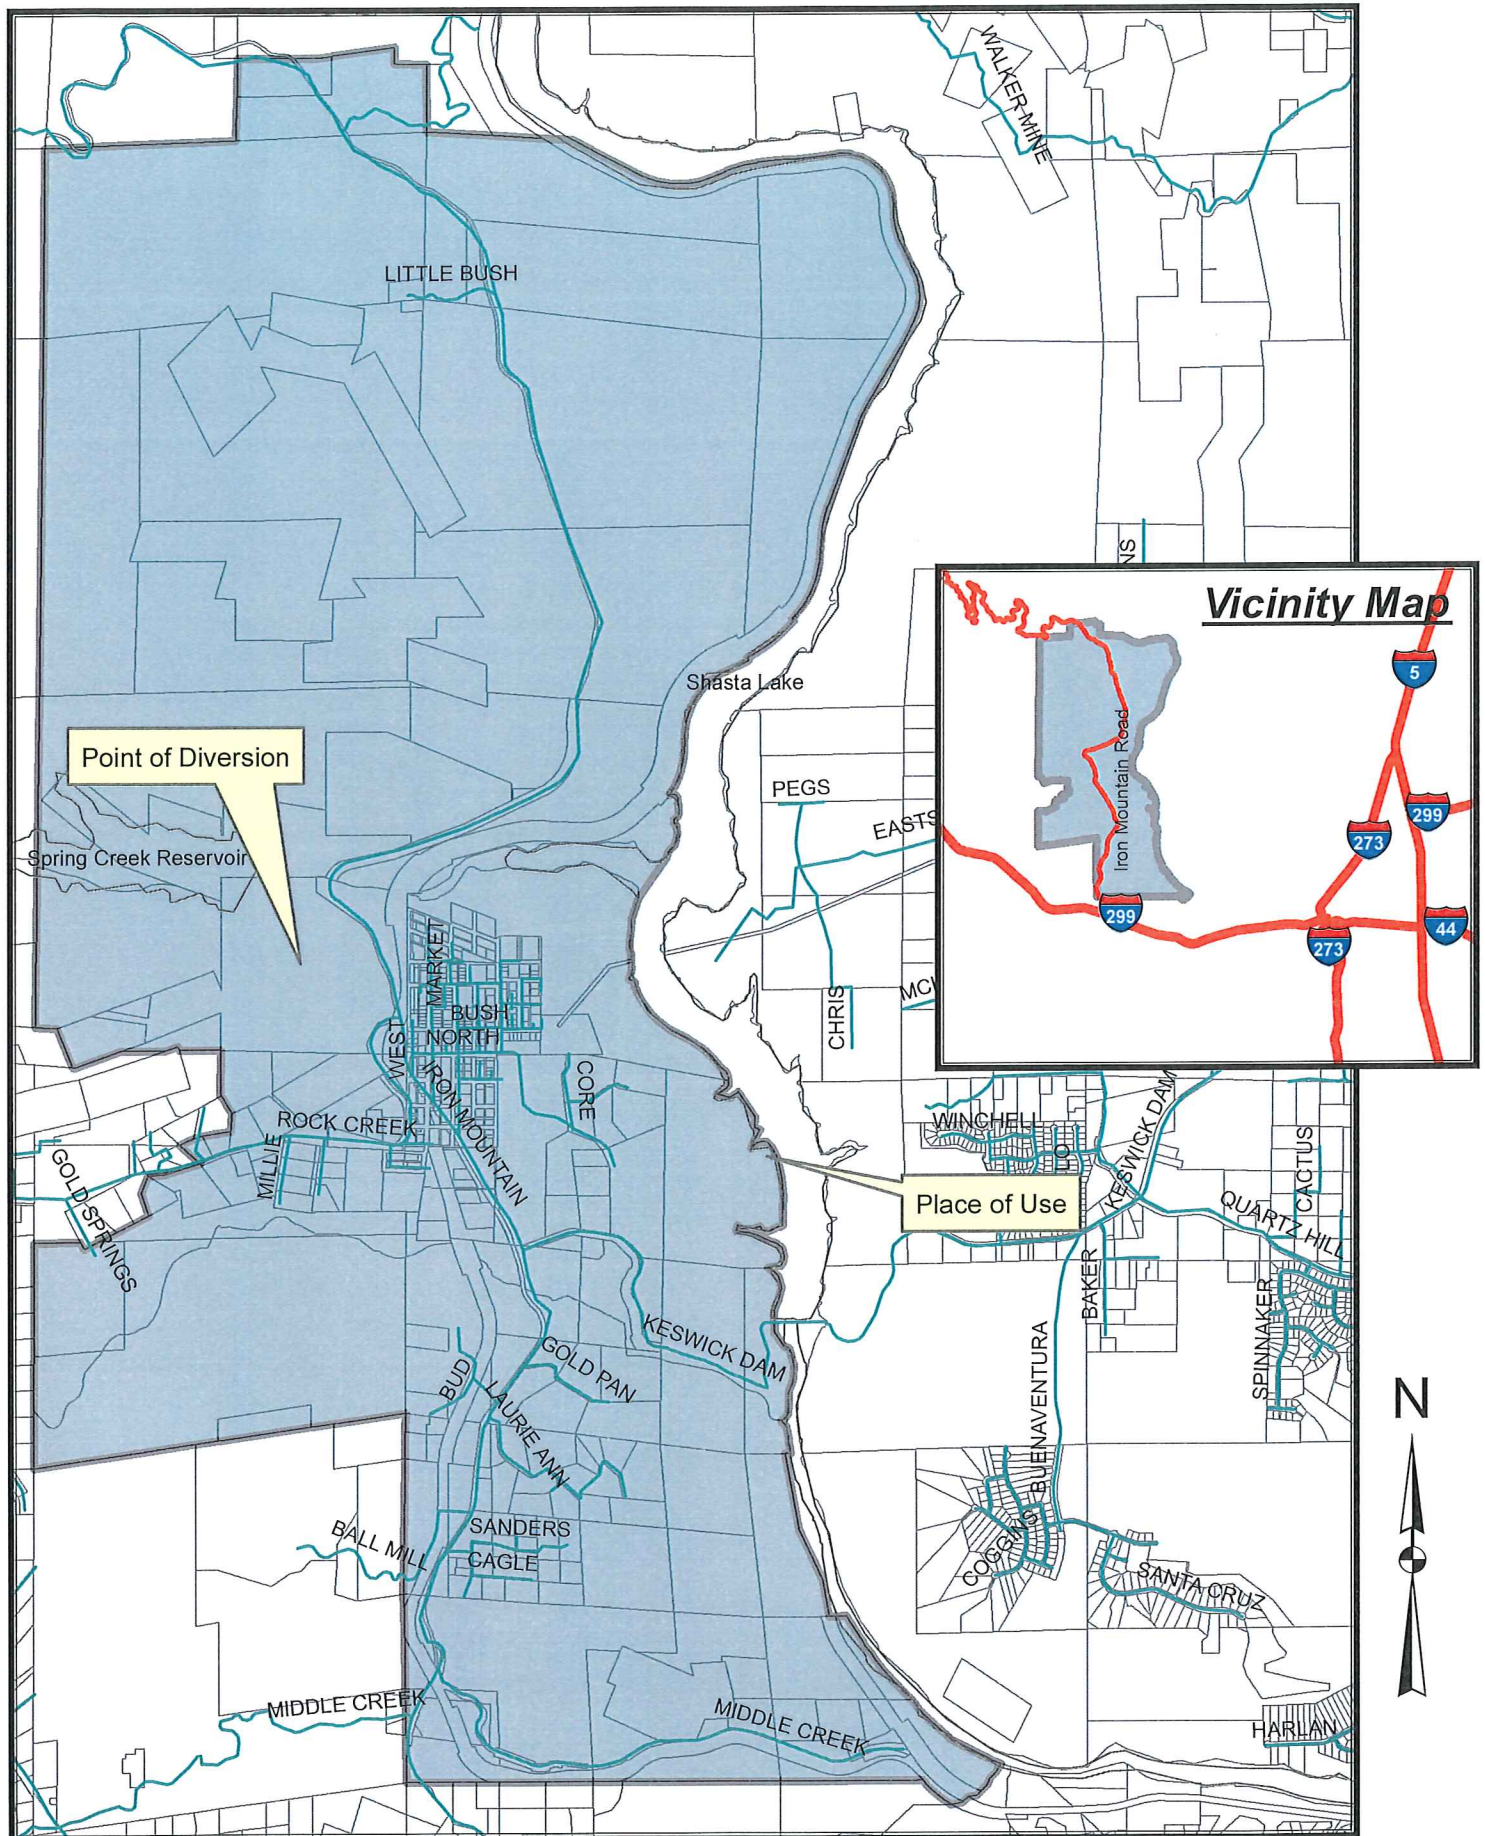 WALKER MINE
LITTLE BUSH
NS
Vicinity Map
5
Shasta Lake
Point of Diversion
Iron Mountain Road
PEGS
299
EASTS
273
Spring Creek Reservoir
299
44
MARKET
273
CHRIS
MC
BUSH
NORTH
WEST
CORE
IRON MOUNTAIN
KESWICK DAM
ROCK CREEK
WINCHELL
LO
CACTUS
MILLIE
GOLD SPRINGS
Place of Use
QUARTZ HILL
BAKER
SPINNAKER
KESWICK DAM
GOLD PAN
BUENAVENTURA
BUD
LAURIE ANN
N
SANDERS
BALL MILL
CAGLE
COGGINS
SANTA CRUZ
MIDDLE CREEK
MIDDLE CREEK
HARLAN